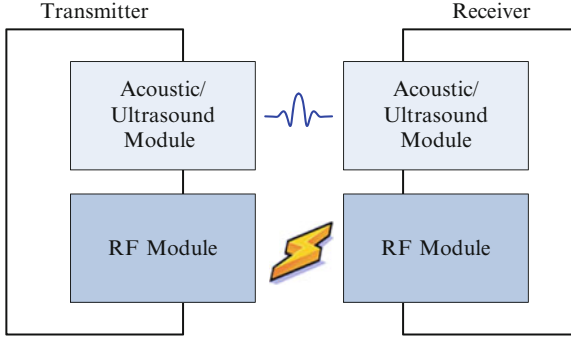 Transmitter
Receiver
Acoustic/
Ultrasound
Module
Acoustic/
Ultrasound
Module
RF Module
RF Module